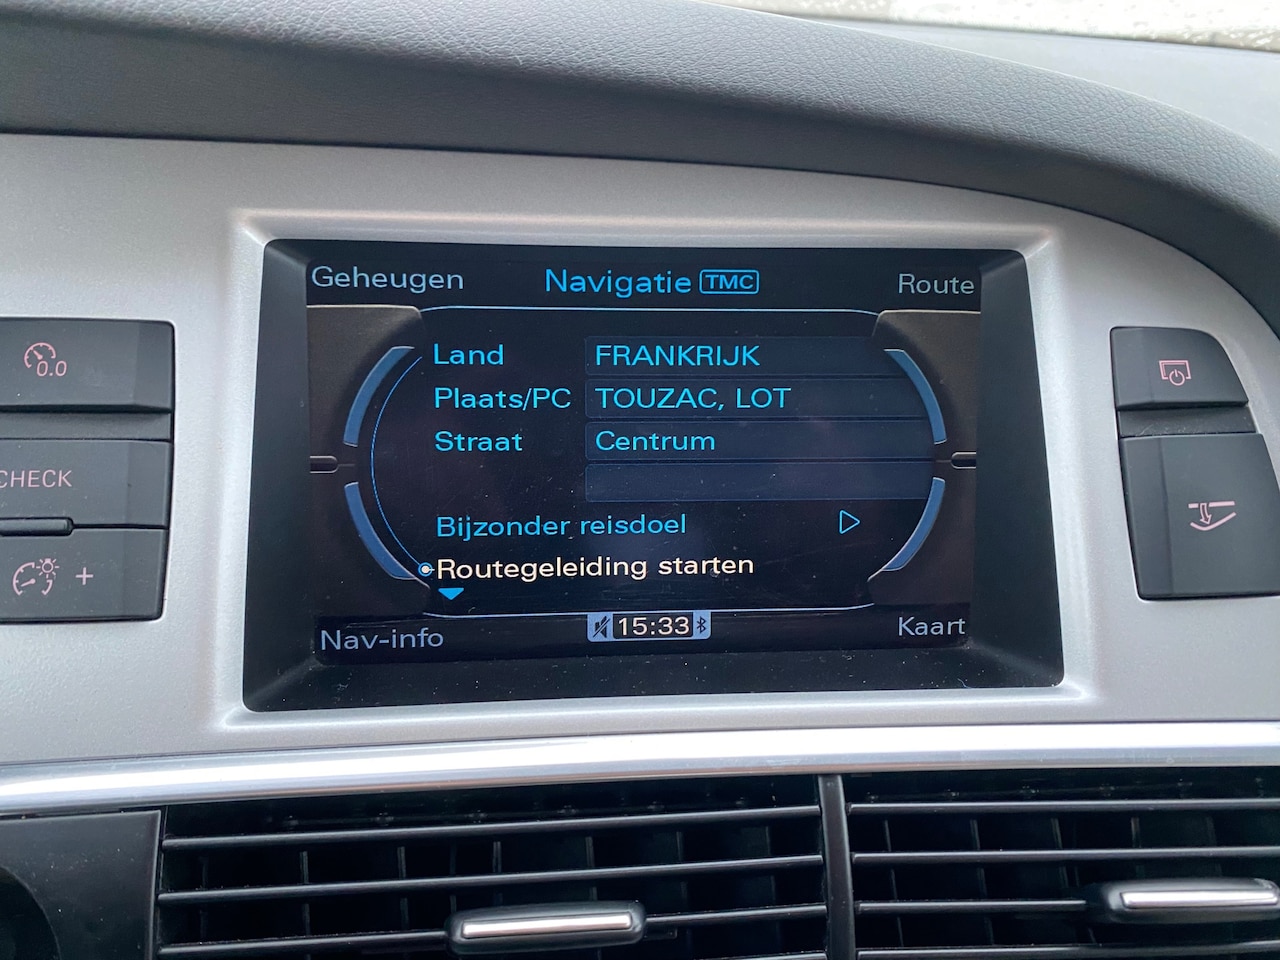 Geheugen Navigatie TMC Route
Land FRANKRIJK
Plaats/PC TOUZAC, LOT
Straat Centrum
Bijzonder reisdoel
Routegeleiding starten
Nav-info 15:33 Kaart
0.0
CHECK
+